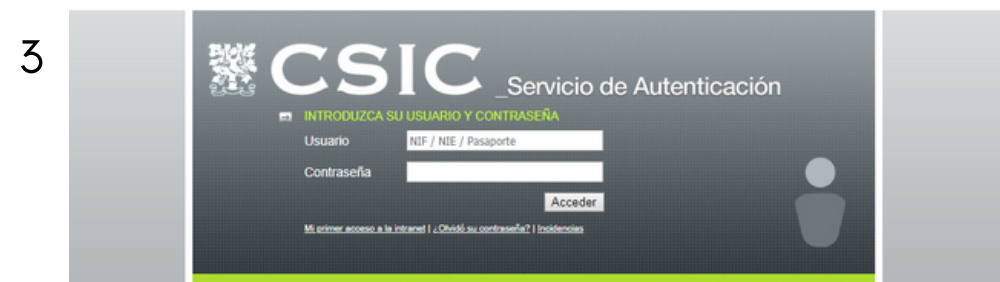 3
CSIC _Servicio de Autenticación
INTRODUZCA SU USUARIO Y CONTRASEÑA
Usuario NIF / NIE / Pasaporte
Contraseña
Acceder
Mi primer acceso a la intranet | ¿Olvidó su contraseña? | Incidencias